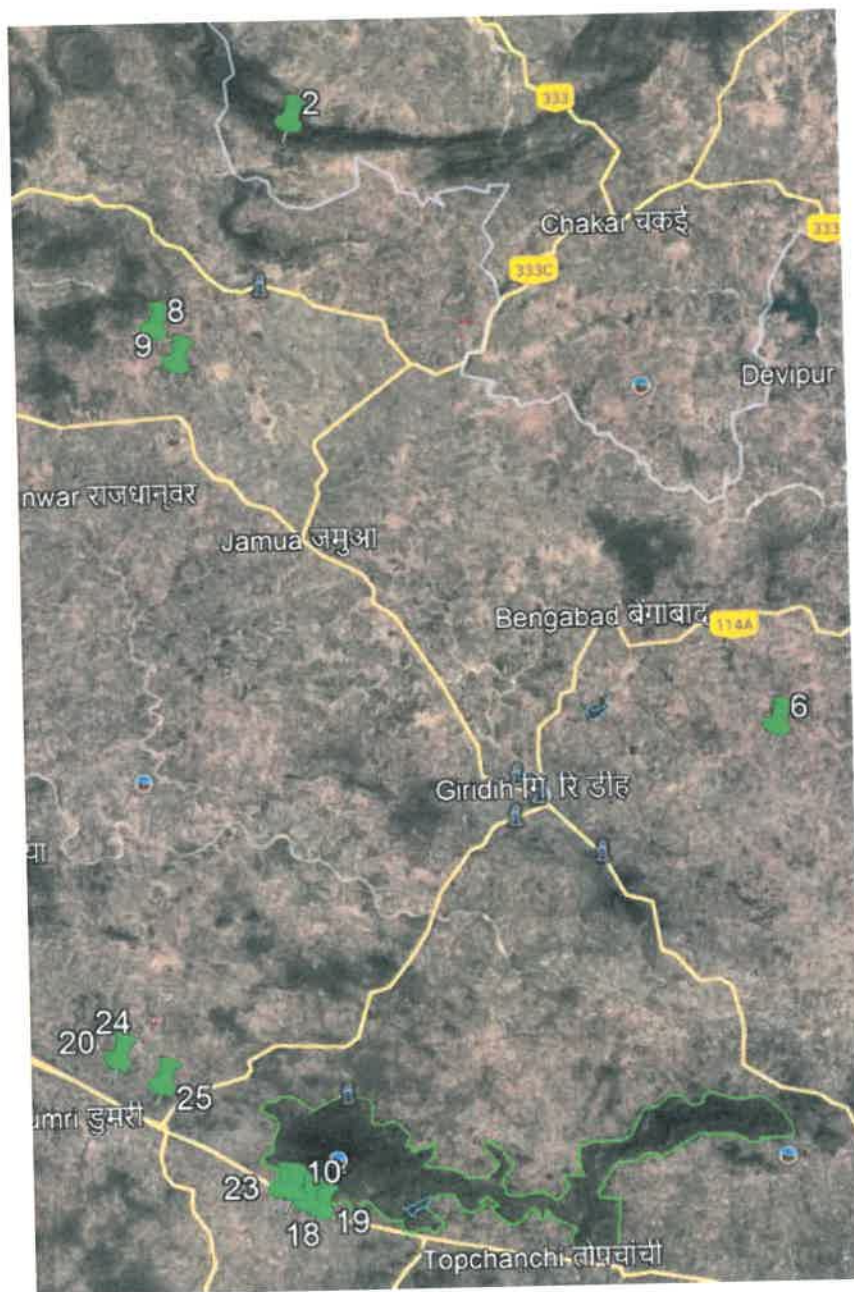 2
333
Chakai चकई
333
333C
8
9
Devipur
nwar राजधानवर
Jamua जमुआ
Bengabad बेंगाबाद
114A
6
Giridih गि रि डीह
या
24
20
25
umri डुमरी
10
23
18
19
Topchanchi तोपचांची